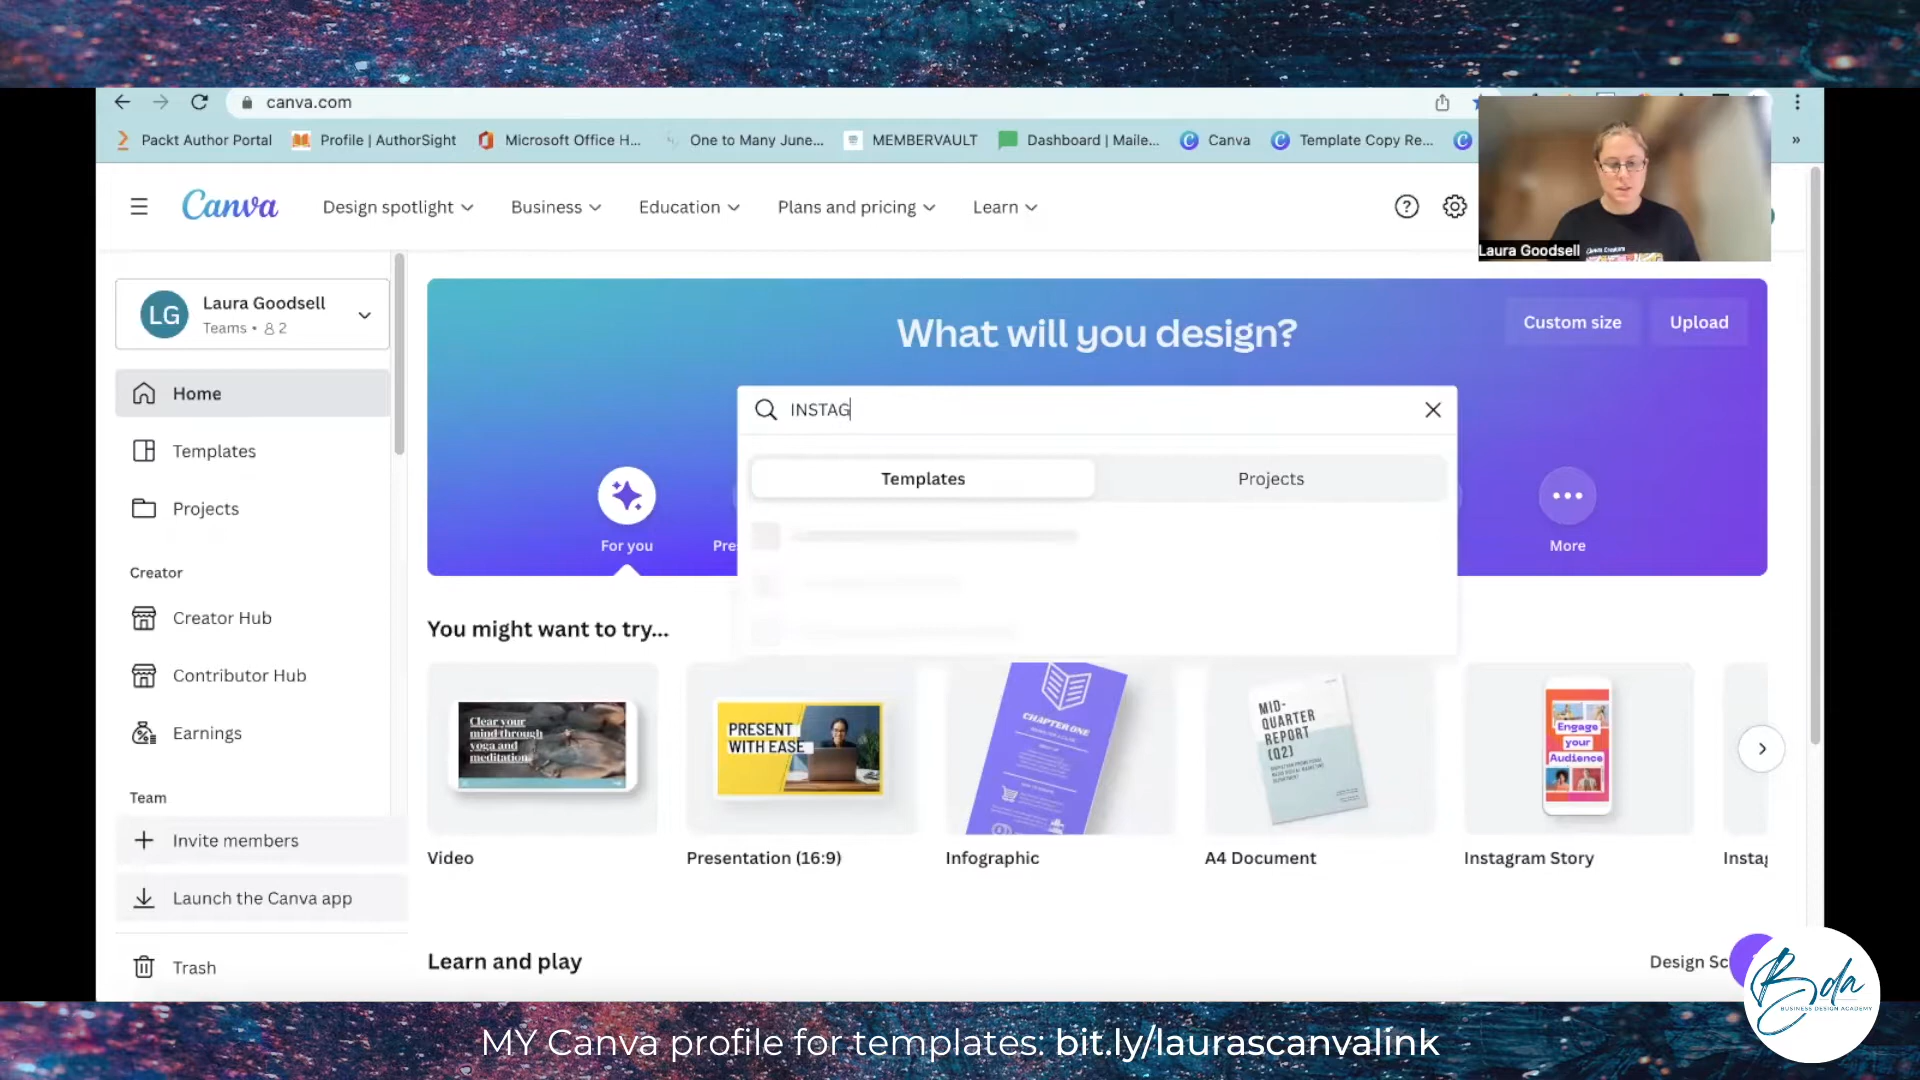 canva.com
Packt Author Portal
Profile | AuthorSight
Microsoft Office H...
One to Many June...
MEMBERVAULT
Dashboard | Maile...
Canva
Template Copy Re...
»
Canva
Design spotlight
Business
Education
Plans and pricing
Learn
Laura Goodsell
LG
Laura Goodsell
Teams • 2
Home
Templates
Projects
Creator
Creator Hub
Contributor Hub
Earnings
Team
Invite members
Launch the Canva app
Trash
What will you design?
Custom size
Upload
INSTAG
Templates
Projects
For you
Pre
More
You might want to try...
Clear your
mind through
yoga and
meditation.
PRESENT
WITH EASE
CHAPTER ONE
MID-
QUARTER
REPORT
(Q2)
Engage
your
Audience
Video
Presentation (16:9)
Infographic
A4 Document
Instagram Story
Instag
Learn and play
Design Sc
Bda
BUSINESS DESIGN ACADEMY
MY Canva profile for templates: bit.ly/laurascanvalink